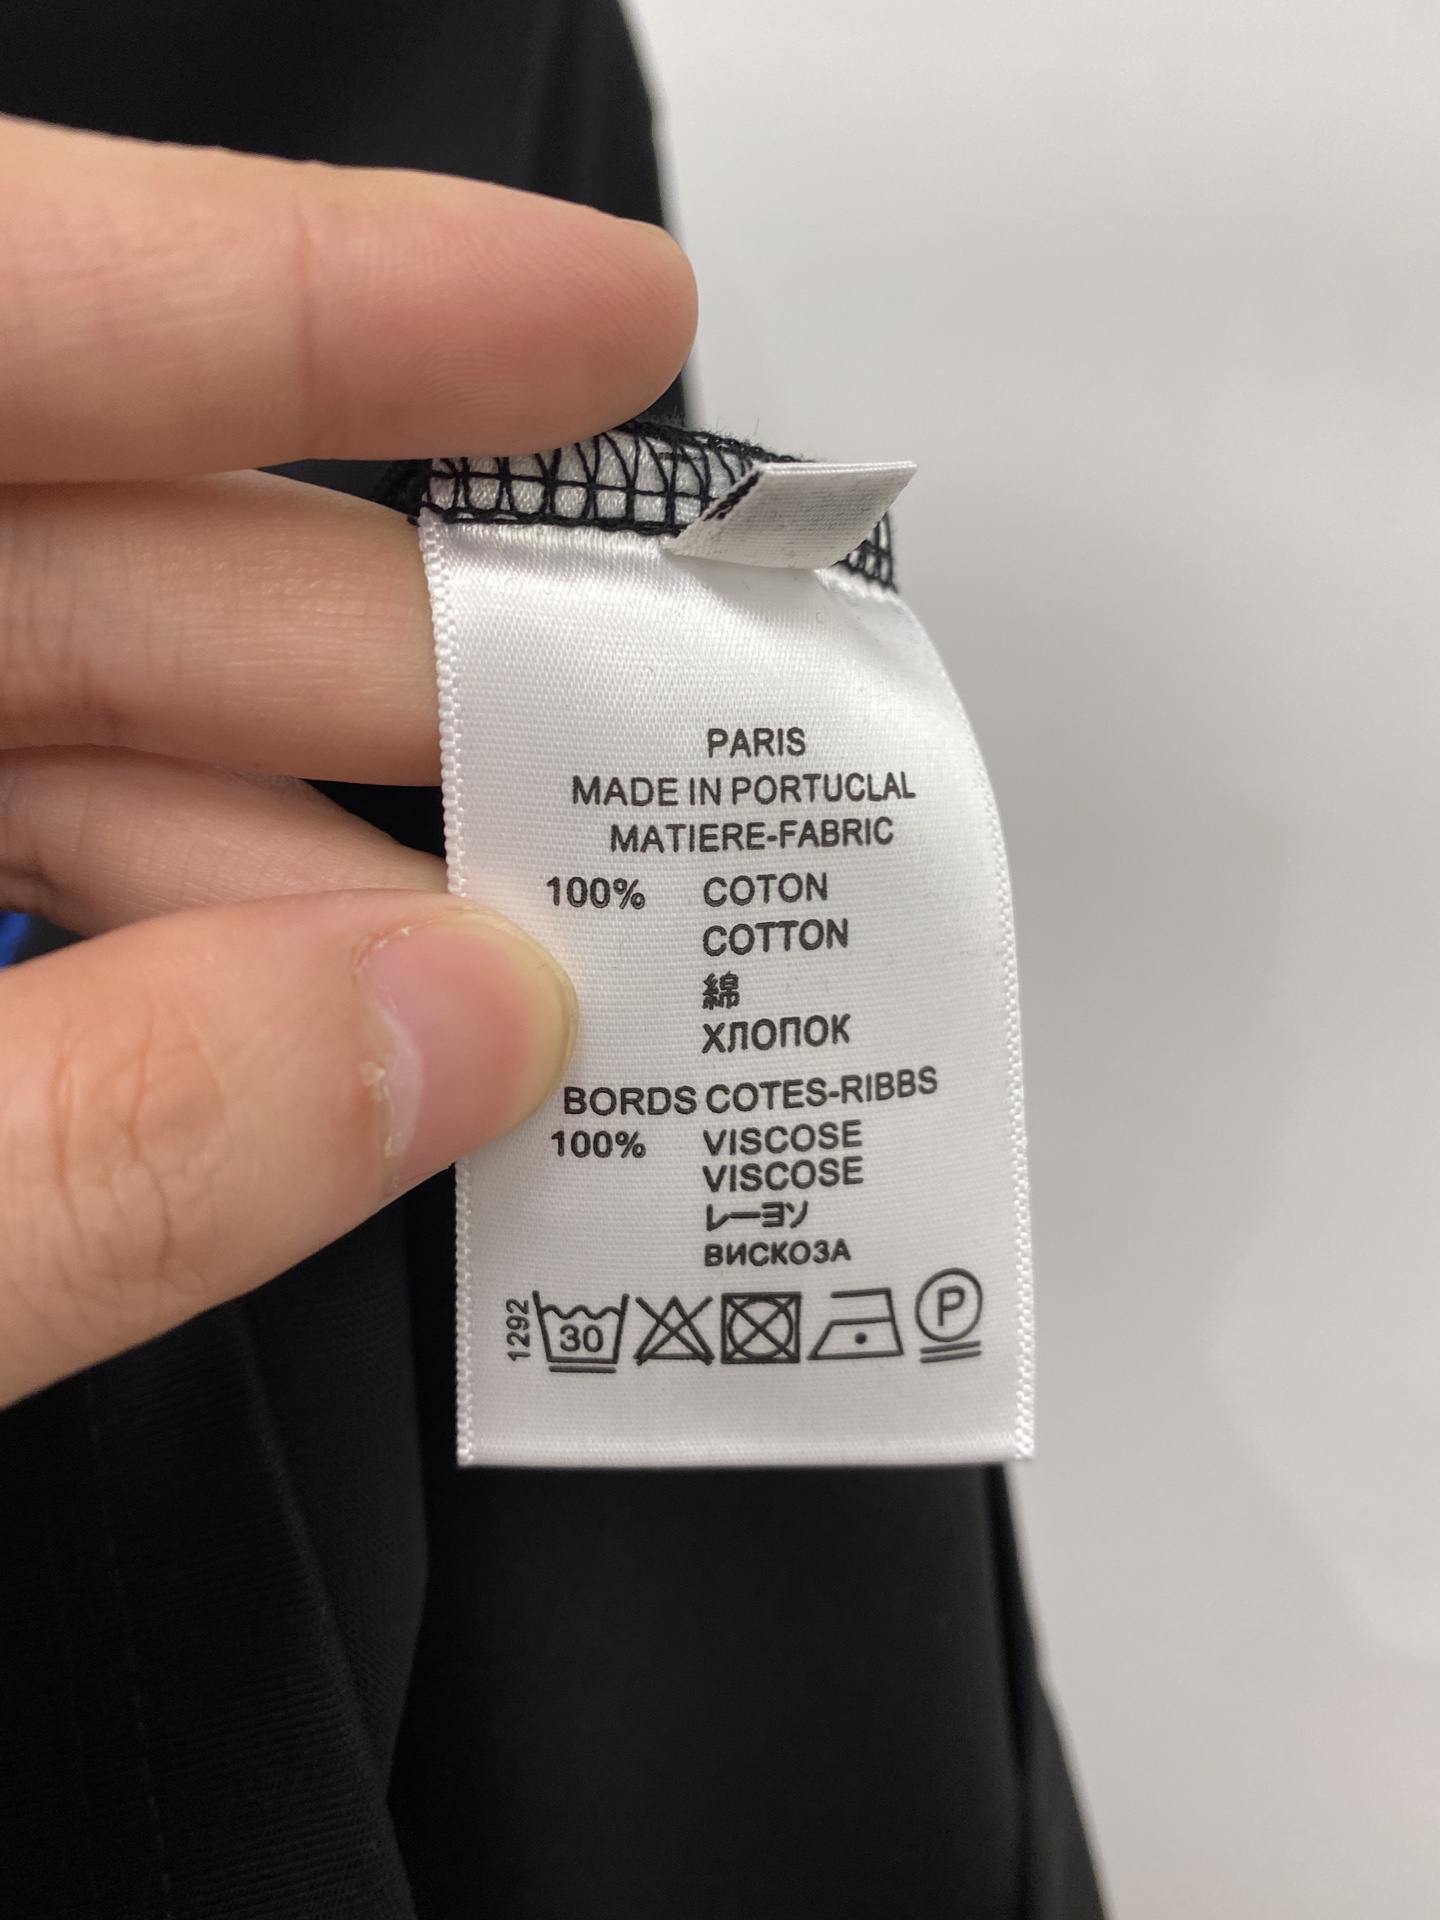 PARIS
MADE IN PORTUCLAL
MATIERE-FABRIC
100% COTON
COTTON
綿
ХЛОПОК
BORDS COTES-RIBBS
100% VISCOSE
VISCOSE
レーヨソ
ВИСКОЗА
1292 30 P